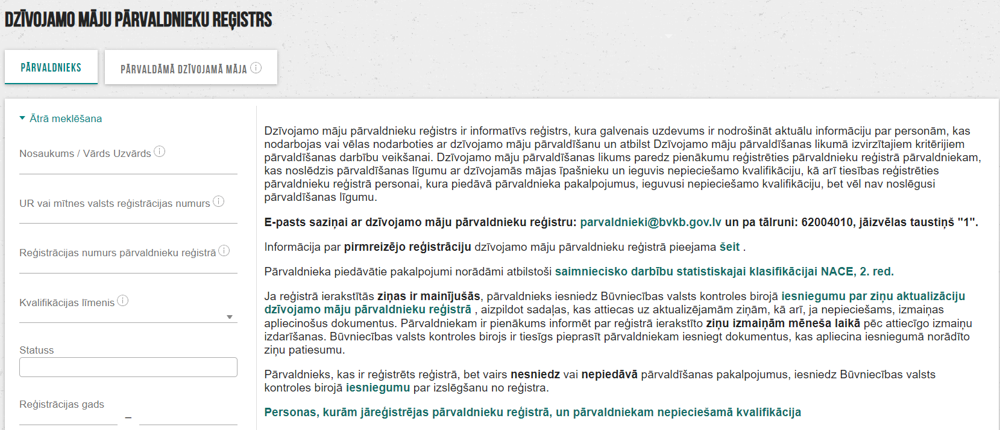 DZĪVOJAMO MĀJU PĀRVALDNIEKU REĢISTRS
PĀRVALDNIEKS
PĀRVALDĀMĀ DZĪVOJAMĀ MĀJA
Ātrā meklēšana
Nosaukums / Vārds Uzvārds
UR vai mītnes valsts reģistrācijas numurs
Reģistrācijas numurs pārvaldnieku reģistrā
Kvalifikācijas līmenis
Statuss
Reģistrācijas gads
–
Dzīvojamo māju pārvaldnieku reģistrs ir informatīvs reģistrs, kura galvenais uzdevums ir nodrošināt aktuālu informāciju par personām, kas
nodarbojas vai vēlas nodarboties ar dzīvojamo māju pārvaldīšanu un atbilst Dzīvojamo māju pārvaldīšanas likumā izvirzītajiem kritērijiem
pārvaldīšanas darbību veikšanai. Dzīvojamo māju pārvaldīšanas likums paredz pienākumu reģistrēties pārvaldnieku reģistrā pārvaldniekam,
kas noslēdzis pārvaldīšanas līgumu ar dzīvojamās mājas īpašnieku un ieguvis nepieciešamo kvalifikāciju, kā arī tiesības reģistrēties
pārvaldnieku reģistrā personai, kura piedāvā pārvaldnieka pakalpojumus, ieguvusi nepieciešamo kvalifikāciju, bet vēl nav noslēgusi
pārvaldīšanas līgumu.
E-pasts saziņai ar dzīvojamo māju pārvaldnieku reģistru: parvaldnieki@bvkb.gov.lv un pa tālruni: 62004010, jāizvēlas taustiņš "1".
Informācija par pirmreizējo reģistrāciju dzīvojamo māju pārvaldnieku reģistrā pieejama šeit .
Pārvaldnieka piedāvātie pakalpojumi norādāmi atbilstoši saimniecisko darbību statistiskajai klasifikācijai NACE, 2. red.
Ja reģistrā ierakstītās ziņas ir mainījušās, pārvaldnieks iesniedz Būvniecības valsts kontroles birojā iesniegumu par ziņu aktualizāciju
dzīvojamo māju pārvaldnieku reģistrā , aizpildot sadaļas, kas attiecas uz aktualizējamām ziņām, kā arī, ja nepieciešams, izmaiņas
apliecinošus dokumentus. Pārvaldniekam ir pienākums informēt par reģistrā ierakstīto ziņu izmaiņām mēneša laikā pēc attiecīgo izmaiņu
izdarīšanas. Būvniecības valsts kontroles birojs ir tiesīgs pieprasīt pārvaldniekam iesniegt dokumentus, kas apliecina iesniegumā norādīto
ziņu patiesumu.
Pārvaldnieks, kas ir reģistrēts reģistrā, bet vairs nesniedz vai nepiedāvā pārvaldīšanas pakalpojumus, iesniedz Būvniecības valsts
kontroles birojā iesniegumu par izslēgšanu no reģistra.
Personas, kurām jāreģistrējas pārvaldnieku reģistrā, un pārvaldniekam nepieciešamā kvalifikācija